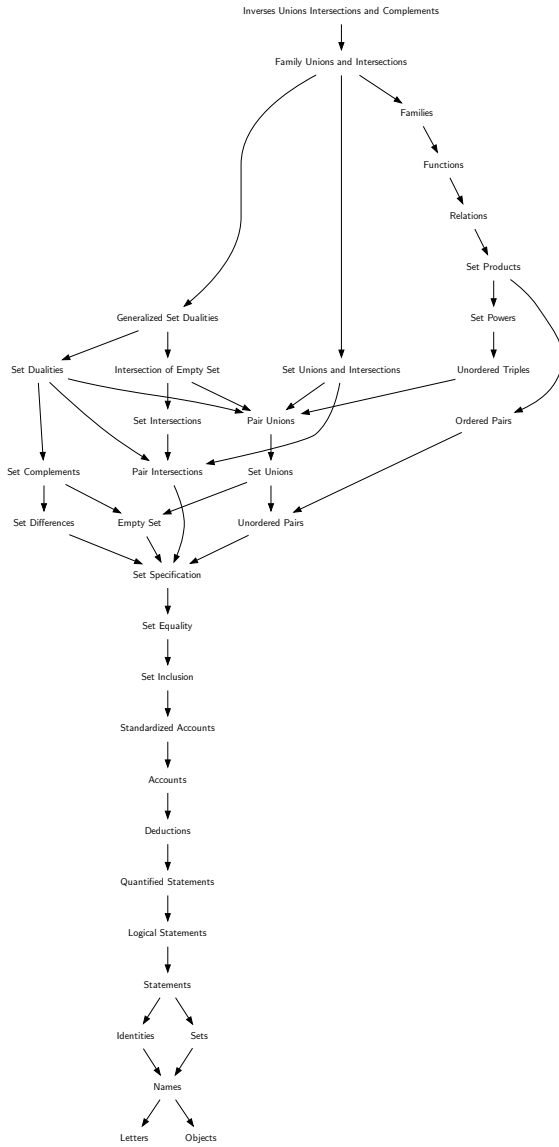 Inverses Unions Intersections and Complements
Family Unions and Intersections
Families
Functions
Relations
Set Products
Generalized Set Dualities
Set Powers
Set Dualities
Intersection of Empty Set
Set Unions and Intersections
Unordered Triples
Set Intersections
Pair Unions
Ordered Pairs
Set Complements
Pair Intersections
Set Unions
Set Differences
Empty Set
Unordered Pairs
Set Specification
Set Equality
Set Inclusion
Standardized Accounts
Accounts
Deductions
Quantified Statements
Logical Statements
Statements
Identities
Sets
Names
Letters
Objects